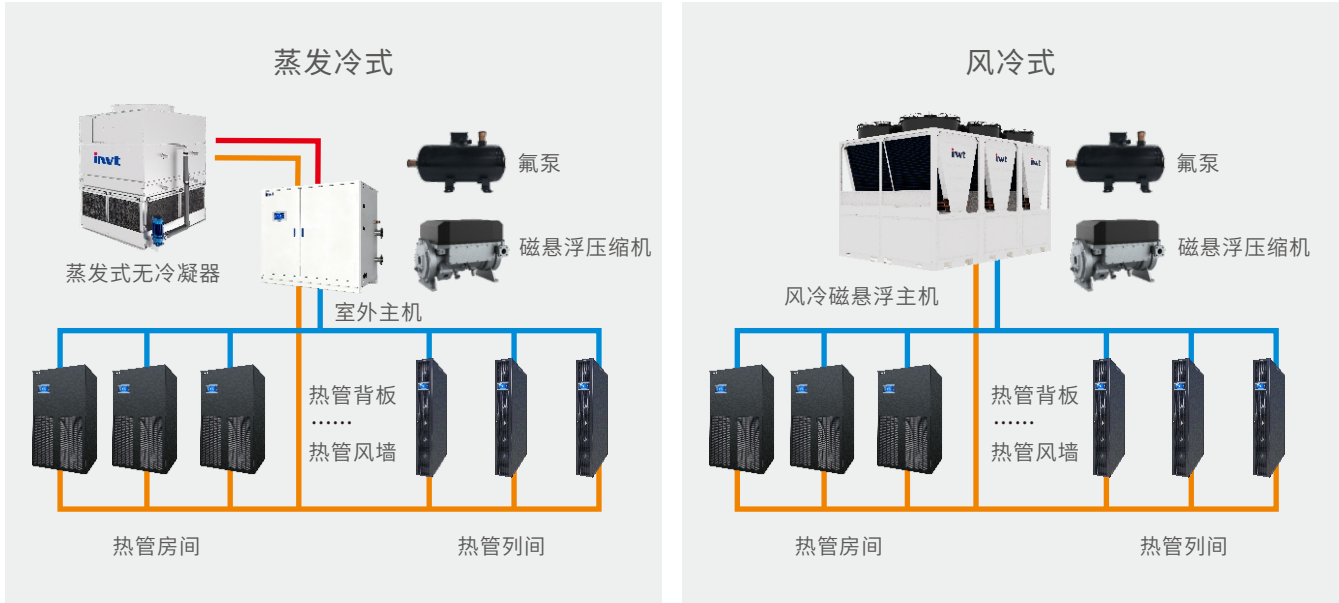 蒸发冷式
invt
invt
氟泵
磁悬浮压缩机
蒸发式无冷凝器
室外主机
热管背板
......
热管风墙
热管房间
热管列间
风冷式
invt
invt
invt
氟泵
磁悬浮压缩机
风冷磁悬浮主机
热管背板
......
热管风墙
热管房间
热管列间